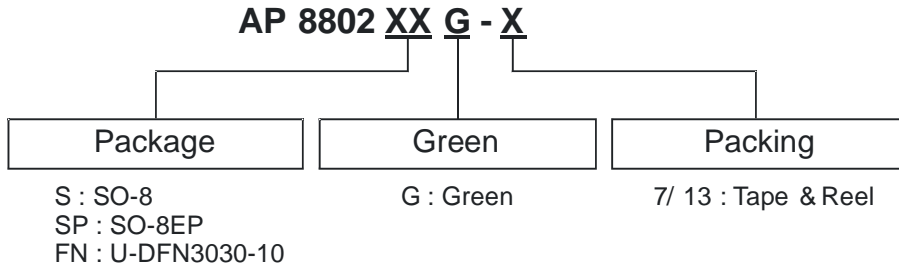 AP 8802 XX G - X
Package
Green
Packing
S : SO-8
SP : SO-8EP
FN : U-DFN3030-10
G : Green
7/ 13 : Tape & Reel